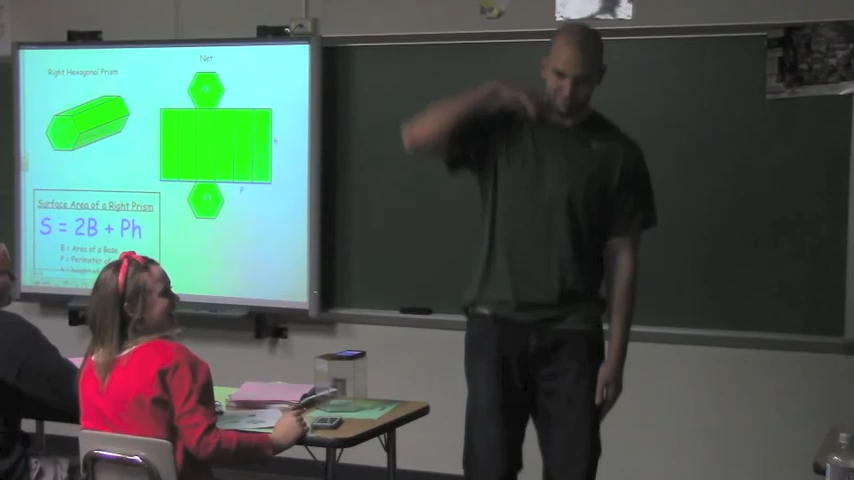 Right Hexagonal Prism
Net
h
P
Surface Area of a Right Prism
S = 2B + Ph
B = Area of a Base
P = Perimeter of